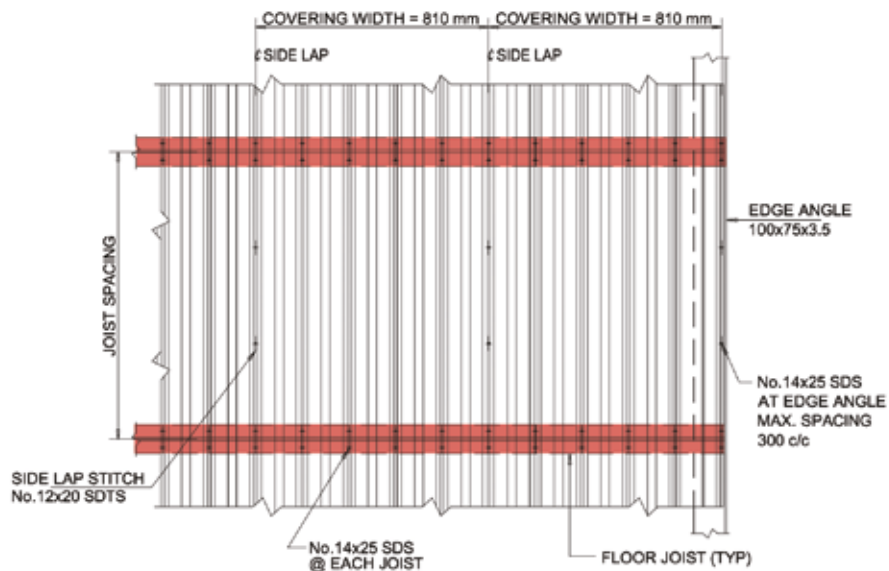 COVERING WIDTH = 810 mm
COVERING WIDTH = 810 mm
℄ SIDE LAP
℄ SIDE LAP
JOIST SPACING
EDGE ANGLE
100x75x3.5
No.14x25 SDS
AT EDGE ANGLE
MAX. SPACING
300 c/c
SIDE LAP STITCH
No.12x20 SDTS
No.14x25 SDS
@ EACH JOIST
FLOOR JOIST (TYP)